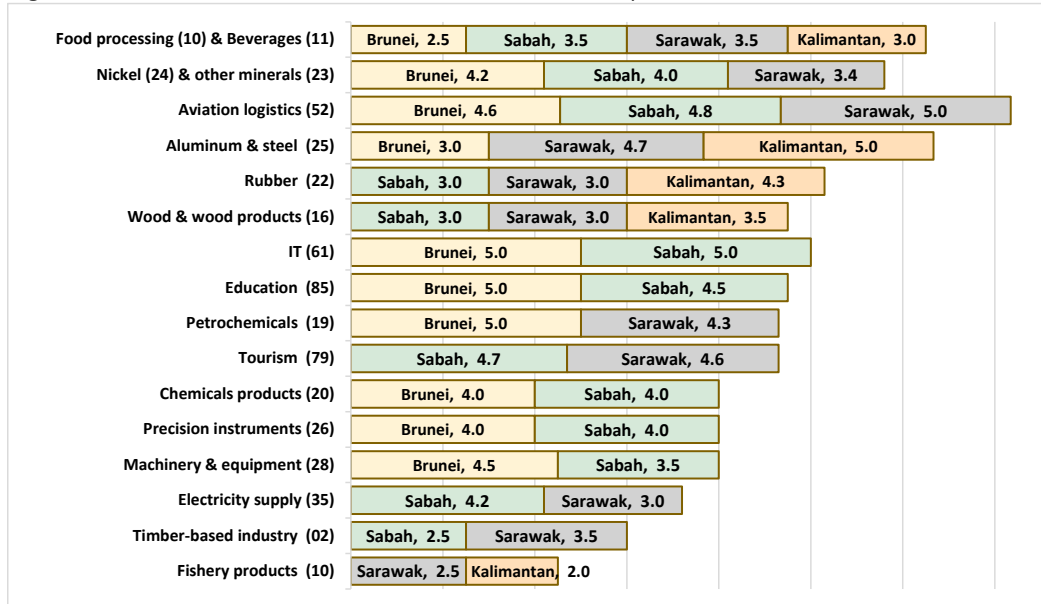 Food processing (10) & Beverages (11) Brunei, 2.5 Sabah, 3.5 Sarawak, 3.5 Kalimantan, 3.0
Nickel (24) & other minerals (23) Brunei, 4.2 Sabah, 4.0 Sarawak, 3.4
Aviation logistics (52) Brunei, 4.6 Sabah, 4.8 Sarawak, 5.0
Aluminum & steel (25) Brunei, 3.0 Sarawak, 4.7 Kalimantan, 5.0
Rubber (22) Sabah, 3.0 Sarawak, 3.0 Kalimantan, 4.3
Wood & wood products (16) Sabah, 3.0 Sarawak, 3.0 Kalimantan, 3.5
IT (61) Brunei, 5.0 Sabah, 5.0
Education (85) Brunei, 5.0 Sabah, 4.5
Petrochemicals (19) Brunei, 5.0 Sarawak, 4.3
Tourism (79) Sabah, 4.7 Sarawak, 4.6
Chemicals products (20) Brunei, 4.0 Sabah, 4.0
Precision instruments (26) Brunei, 4.0 Sabah, 4.0
Machinery & equipment (28) Brunei, 4.5 Sabah, 3.5
Electricity supply (35) Sabah, 4.2 Sarawak, 3.0
Timber-based industry (02) Sabah, 2.5 Sarawak, 3.5
Fishery products (10) Sarawak, 2.5 Kalimantan, 2.0